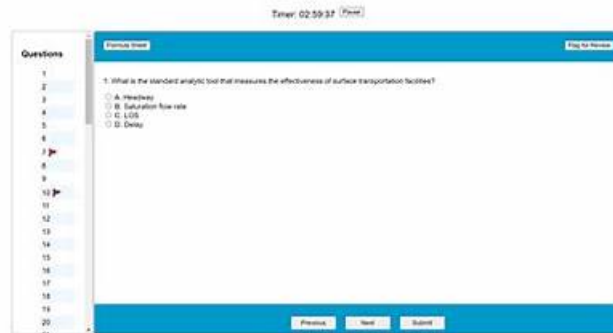 Timer: 02:59:37 Pause
Questions
Formula Sheet
Flag for Review
1. What is the standard analytic tool that measures the effectiveness of surface transportation facilities?
A. Headway
B. Saturation flow rate
C. LOS
D. Delay
1
2
3
4
5
6
7
8
9
10
11
12
13
14
15
16
17
18
19
20
Previous Next Submit